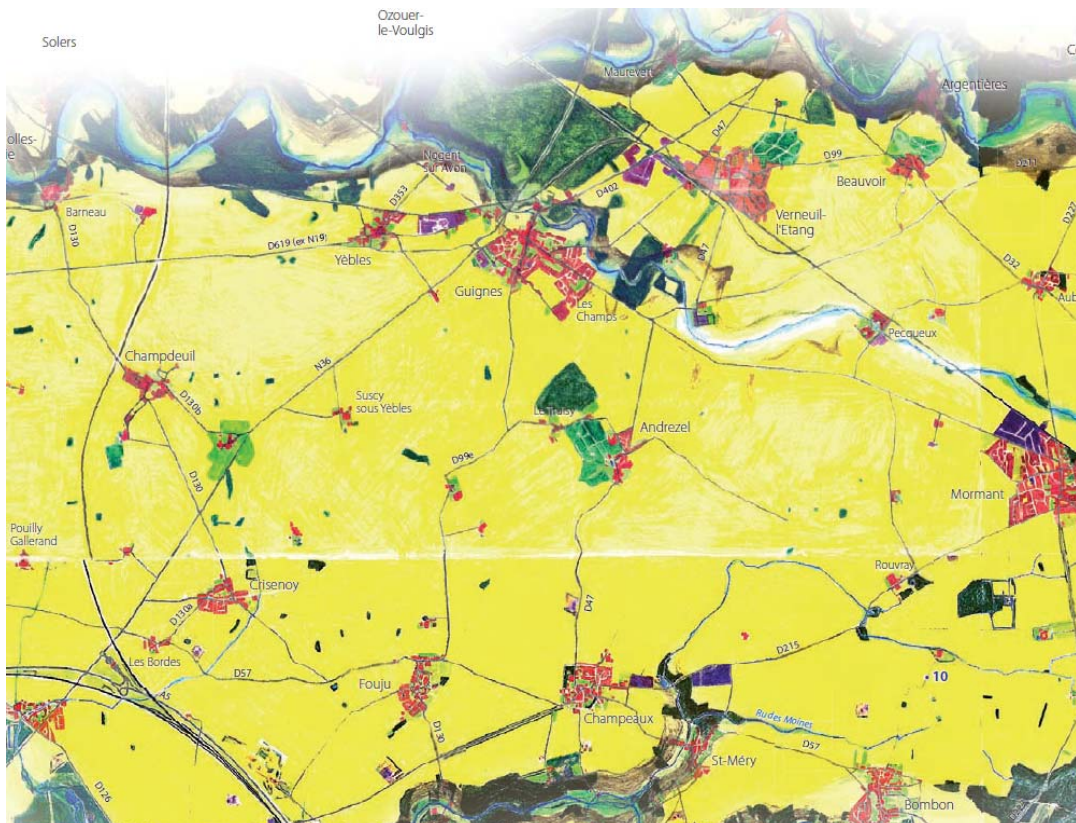 Ozouer-
le-Voulgis
Solers
Maurevert
Argentières
D47
D99
D211
Nogent
sur Avon
D353
D402
Beauvoir
Barneau
D130
D227
Verneuil-
l'Etang
D619 (ex N19)
Yèbles
D47
D32
Guignes
Les
Champs
Pecqueux
Champdeuil
N36
D130b
Suscy
sous Yèbles
Andrezel
D99e
D130
Mormant
Pouilly
Gallerand
Rouvray
Crisenoy
D130a
D47
Les Bordes
D57
D215
A5
Fouju
10
Champeaux
Ru des Moines
D130
D57
St-Méry
D126
Bombon